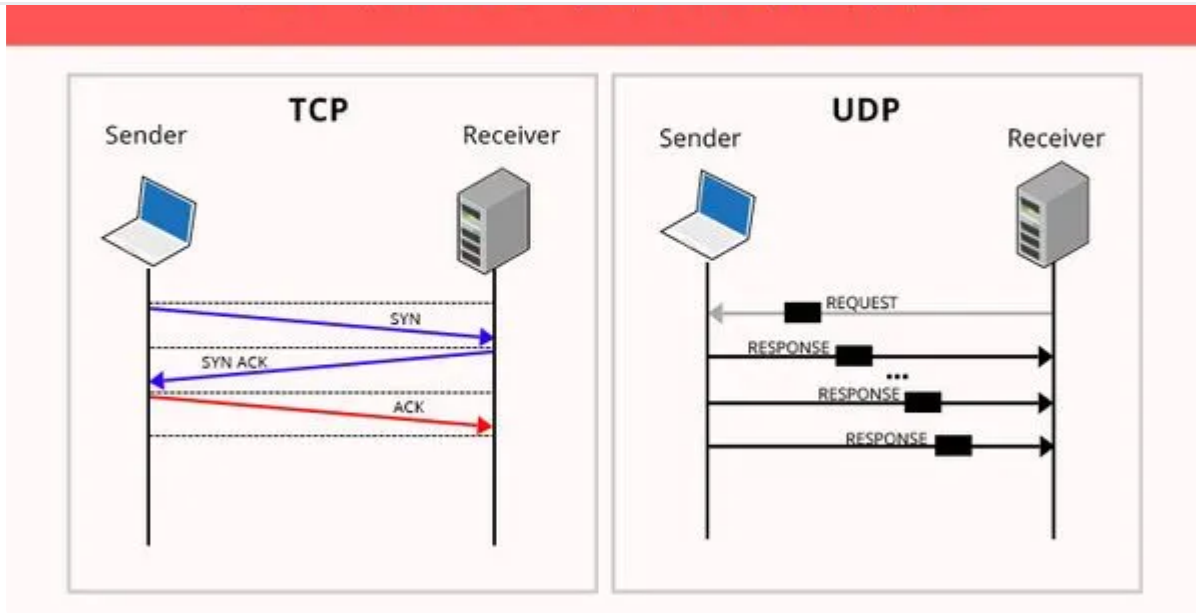 TCP
Sender
Receiver
SYN
SYN ACK
ACK
UDP
Sender
Receiver
REQUEST
RESPONSE
...
RESPONSE
RESPONSE